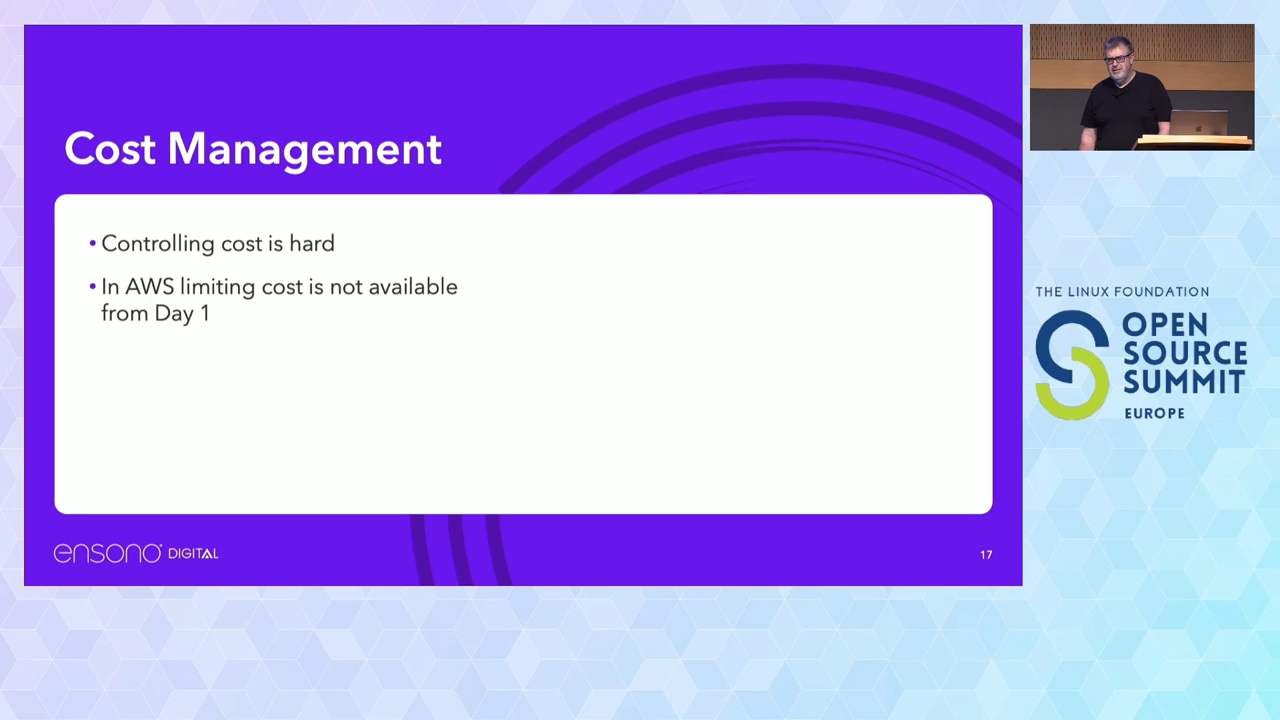 Cost Management
• Controlling cost is hard
• In AWS limiting cost is not available
from Day 1
ensono DIGITAL
17
THE LINUX FOUNDATION
OPEN
SOURCE
SUMMIT
EUROPE